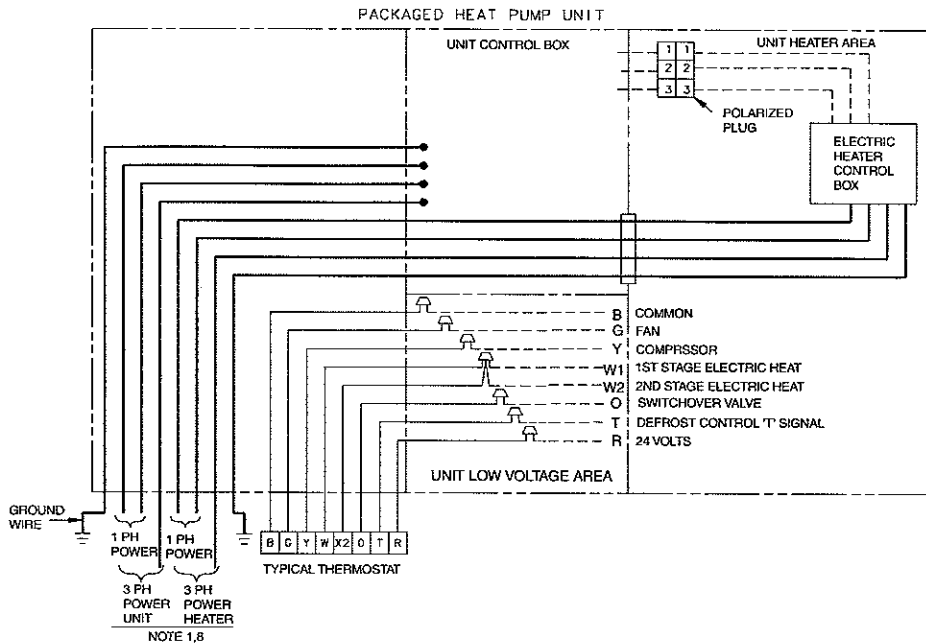 PACKAGED HEAT PUMP UNIT
UNIT CONTROL BOX
UNIT HEATER AREA
1 1
2 2
3 3
POLARIZED
PLUG
ELECTRIC
HEATER
CONTROL
BOX
B COMMON
G FAN
Y COMPRSSOR
W1 1ST STAGE ELECTRIC HEAT
W2 2ND STAGE ELECTRIC HEAT
O SWITCHOVER VALVE
T DEFROST CONTROL 'T' SIGNAL
R 24 VOLTS
UNIT LOW VOLTAGE AREA
GROUND
WIRE
1 PH
POWER
1 PH
POWER
B G Y W X2 O T R
TYPICAL THERMOSTAT
3 PH
POWER
UNIT
3 PH
POWER
HEATER
NOTE 1,8